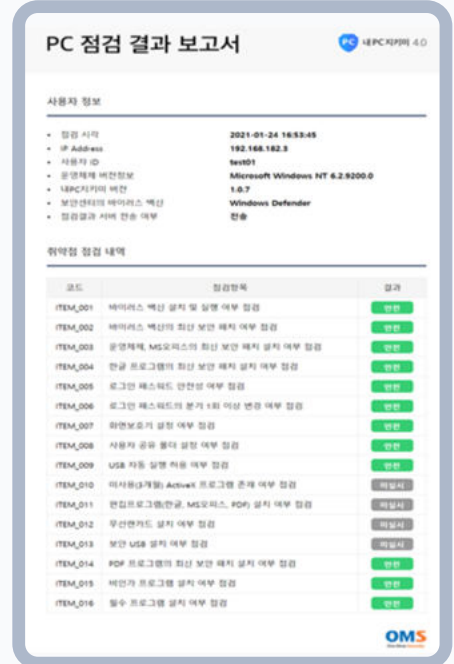 PC 점검 결과 보고서
PC 내PC지키미 4.0
사용자 정보
• 점검 시각 2021-01-24 16:53:45
• IP Address 192.168.182.3
• 사용자 ID test01
• 운영체제 버전정보 Microsoft Windows NT 6.2.9200.0
• 내PC지키미 버전 1.0.7
• 보안센터의 바이러스 백신 Windows Defender
• 점검결과 서버 전송 여부 전송
취약점 점검 내역
코드 점검항목 결과
ITEM_001 바이러스 백신 설치 및 실행 여부 점검 안전
ITEM_002 바이러스 백신의 최신 보안 패치 여부 점검 안전
ITEM_003 운영체제, MS오피스의 최신 보안 패치 설치 여부 점검 안전
ITEM_004 한글 프로그램의 최신 보안 패치 설치 여부 점검 안전
ITEM_005 로그인 패스워드 안전성 여부 점검 안전
ITEM_006 로그인 패스워드의 분기 1회 이상 변경 여부 점검 안전
ITEM_007 화면보호기 설정 여부 점검 안전
ITEM_008 사용자 공유 폴더 설정 여부 점검 안전
ITEM_009 USB 자동 실행 허용 여부 점검 안전
ITEM_010 미사용(3개월) ActiveX 프로그램 존재 여부 점검 미실시
ITEM_011 편집프로그램(한글, MS오피스, PDF) 설치 여부 점검 미실시
ITEM_012 무선랜카드 설치 여부 점검 미실시
ITEM_013 보안 USB 설치 여부 점검 미실시
ITEM_014 PDF 프로그램의 최신 보안 패치 설치 여부 점검 안전
ITEM_015 비인가 프로그램 설치 여부 점검 안전
ITEM_016 필수 프로그램 설치 여부 점검 안전
OMS